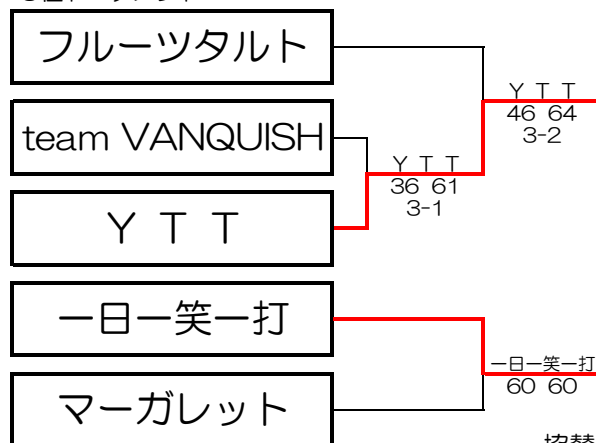 フルーツタルト
team VANQUISH
ＹＴＴ
36 61
3-1
ＹＴＴ
46 64
3-2
ＹＴＴ
一日一笑一打
マーガレット
一日一笑一打
60 60
協賛